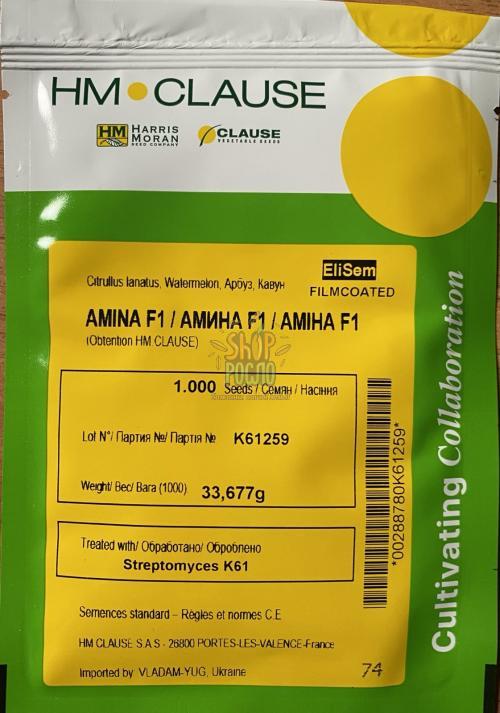 HM • CLAUSE
HM HARRIS MORAN SEED COMPANY
CLAUSE VEGETABLE SEEDS
EliSem
FILMCOATED
Citrullus lanatus, Watermelon, Арбуз, Кавун
AMINA F1 / АМИНА F1 / АМІНА F1
(Obtention HM.CLAUSE)
SHOP
РОСЛО
1.000 Seeds / Семян / Насіння
Lot N°/ Партия №/ Партія № K61259
Weight/ Вес/ Вага (1000) 33,677g
Treated with/ Обработано/ Оброблено
Streptomyces K61
Semences standard – Règles et normes C.E
HM CLAUSE S.A.S - 26800 PORTES-LES-VALENCE-France
Imported by VLADAM-YUG, Ukraine
74
*00288780K61259*
Cultivating Collaboration